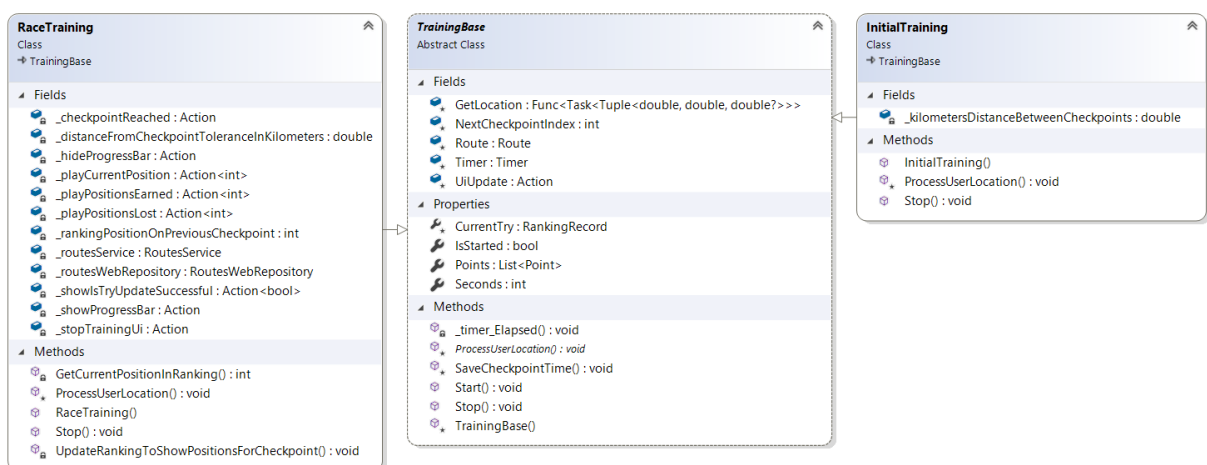 RaceTraining
Class
TrainingBase
Fields
_checkpointReached : Action
_distanceFromCheckpointToleranceInKilometers : double
_hideProgressBar : Action
_playCurrentPosition : Action<int>
_playPositionsEarned : Action<int>
_playPositionsLost : Action<int>
_rankingPositionOnPreviousCheckpoint : int
_routesService : RoutesService
_routesWebRepository : RoutesWebRepository
_showIsTryUpdateSuccessful : Action<bool>
_showProgressBar : Action
_stopTrainingUi : Action
Methods
GetCurrentPositionInRanking() : int
ProcessUserLocation() : void
RaceTraining()
Stop() : void
UpdateRankingToShowPositionsForCheckpoint() : void
TrainingBase
Abstract Class
Fields
GetLocation : Func<Task<Tuple<double, double, double?>>>
NextCheckpointIndex : int
Route : Route
Timer : Timer
UiUpdate : Action
Properties
CurrentTry : RankingRecord
IsStarted : bool
Points : List<Point>
Seconds : int
Methods
_timer_Elapsed() : void
ProcessUserLocation() : void
SaveCheckpointTime() : void
Start() : void
Stop() : void
TrainingBase()
InitialTraining
Class
TrainingBase
Fields
_kilometersDistanceBetweenCheckpoints : double
Methods
InitialTraining()
ProcessUserLocation() : void
Stop() : void